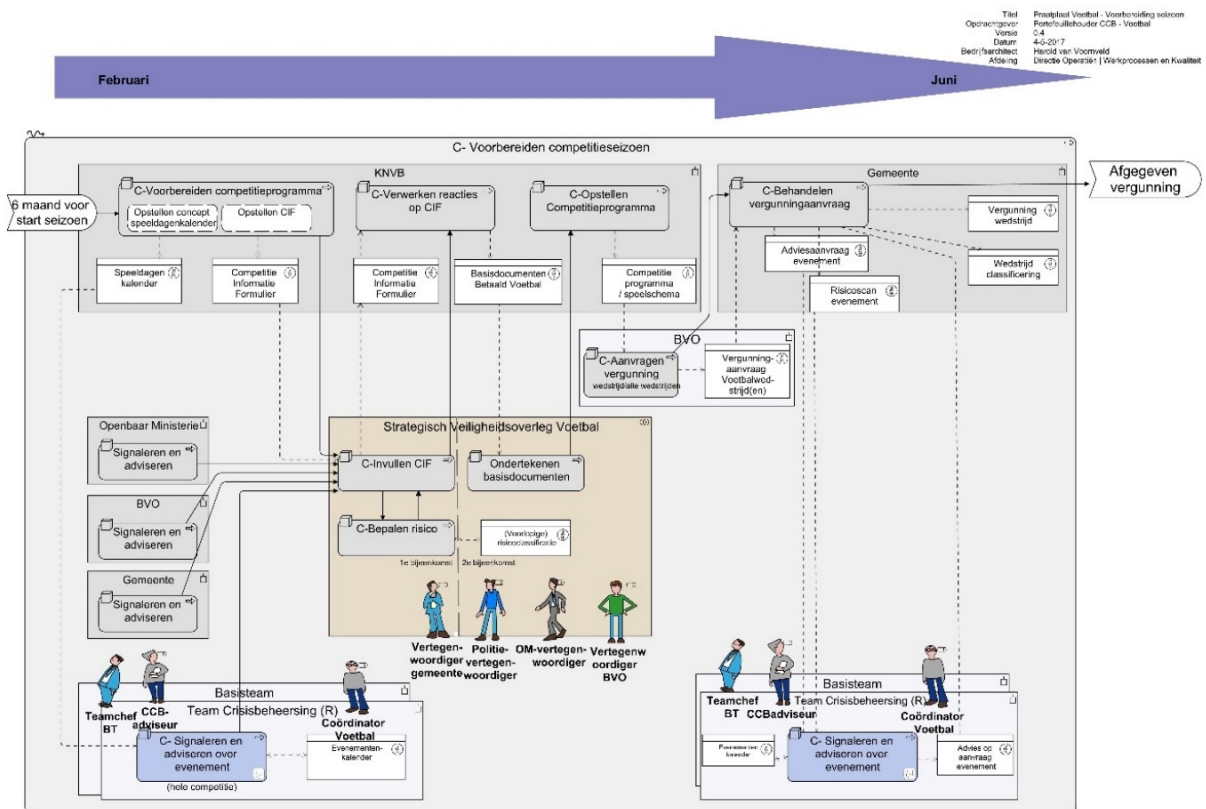 Titel Praatplaat Voetbal - Voorbereiding seizoen
Opdrachtgever Portefeuillehouder CCB - Voetbal
Versie 0.4
Datum 4-5-2017
Bedrijfsarchitect Harold van Voornveld
Afdeling Directie Operatiën | Werkprocessen en Kwaliteit
Februari
Juni
C- Voorbereiden competitieseizoen
KNVB
Gemeente
6 maand voor
start seizoen
C-Voorbereiden competitieprogramma
Opstellen concept
speeldagenkalender
Opstellen CIF
C-Verwerken reacties
op CIF
C-Opstellen
Competitieprogramma
C-Behandelen
vergunningaanvraag
Afgegeven
vergunning
Speeldagen
kalender
Competitie
Informatie
Formulier
Competitie
Informatie
Formulier
Basisdocumenten
Betaald Voetbal
Competitie
programma
/ speelschema
Adviesaanvraag
evenement
Risicoscan
evenement
Vergunning
wedstrijd
Wedstrijd
classificering
BVO
C-Aanvragen
vergunning
wedstrijd/alle wedstrijden
Vergunning-
aanvraag
Voetbalwed-
strijd(en)
Openbaar Ministerie
Signaleren en
adviseren
BVO
Signaleren en
adviseren
Gemeente
Signaleren en
adviseren
Strategisch Veiligheidsoverleg Voetbal
C-Invullen CIF
Ondertekenen
basisdocumenten
C-Bepalen risico
(Voorlopige)
risicoclassificatie
1e bijeenkomst
2e bijeenkomst
Vertegen-
woordiger
gemeente
Politie-
vertegen-
woordiger
OM-vertegen-
woordiger
Vertegenw
oordiger
BVO
Basisteam
Team Crisisbeheersing (R)
Teamchef
BT
CCB-
adviseur
Coördinator
Voetbal
C- Signaleren en
adviseren over
evenement
(hele competitie)
Evenementen-
kalender
Basisteam
Team Crisisbeheersing (R)
Teamchef
BT
CCBadviseur
Coördinator
Voetbal
Evenementen
kalender
C- Signaleren en
adviseren over
evenement
Advies op
aanvraag
evenement